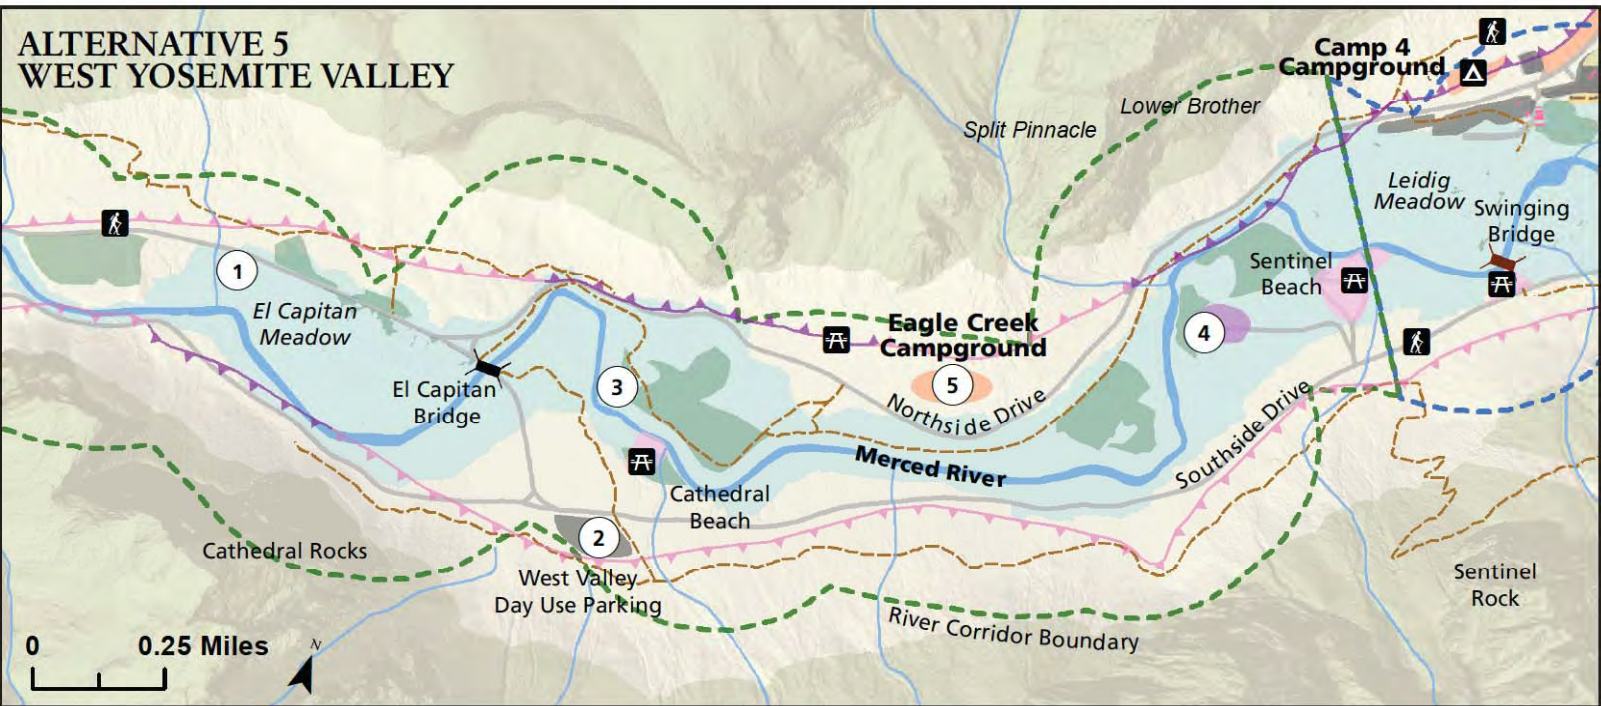 ALTERNATIVE 5
WEST YOSEMITE VALLEY
Camp 4
Campground
Lower Brother
Split Pinnacle
Leidig
Meadow
Swinging
Bridge
Sentinel
Beach
1
El Capitan
Meadow
Eagle Creek
Campground
4
5
3
El Capitan
Bridge
Northside Drive
Southside Drive
Merced River
Cathedral
Beach
2
Cathedral Rocks
West Valley
Day Use Parking
Sentinel
Rock
River Corridor Boundary
0 0.25 Miles
N